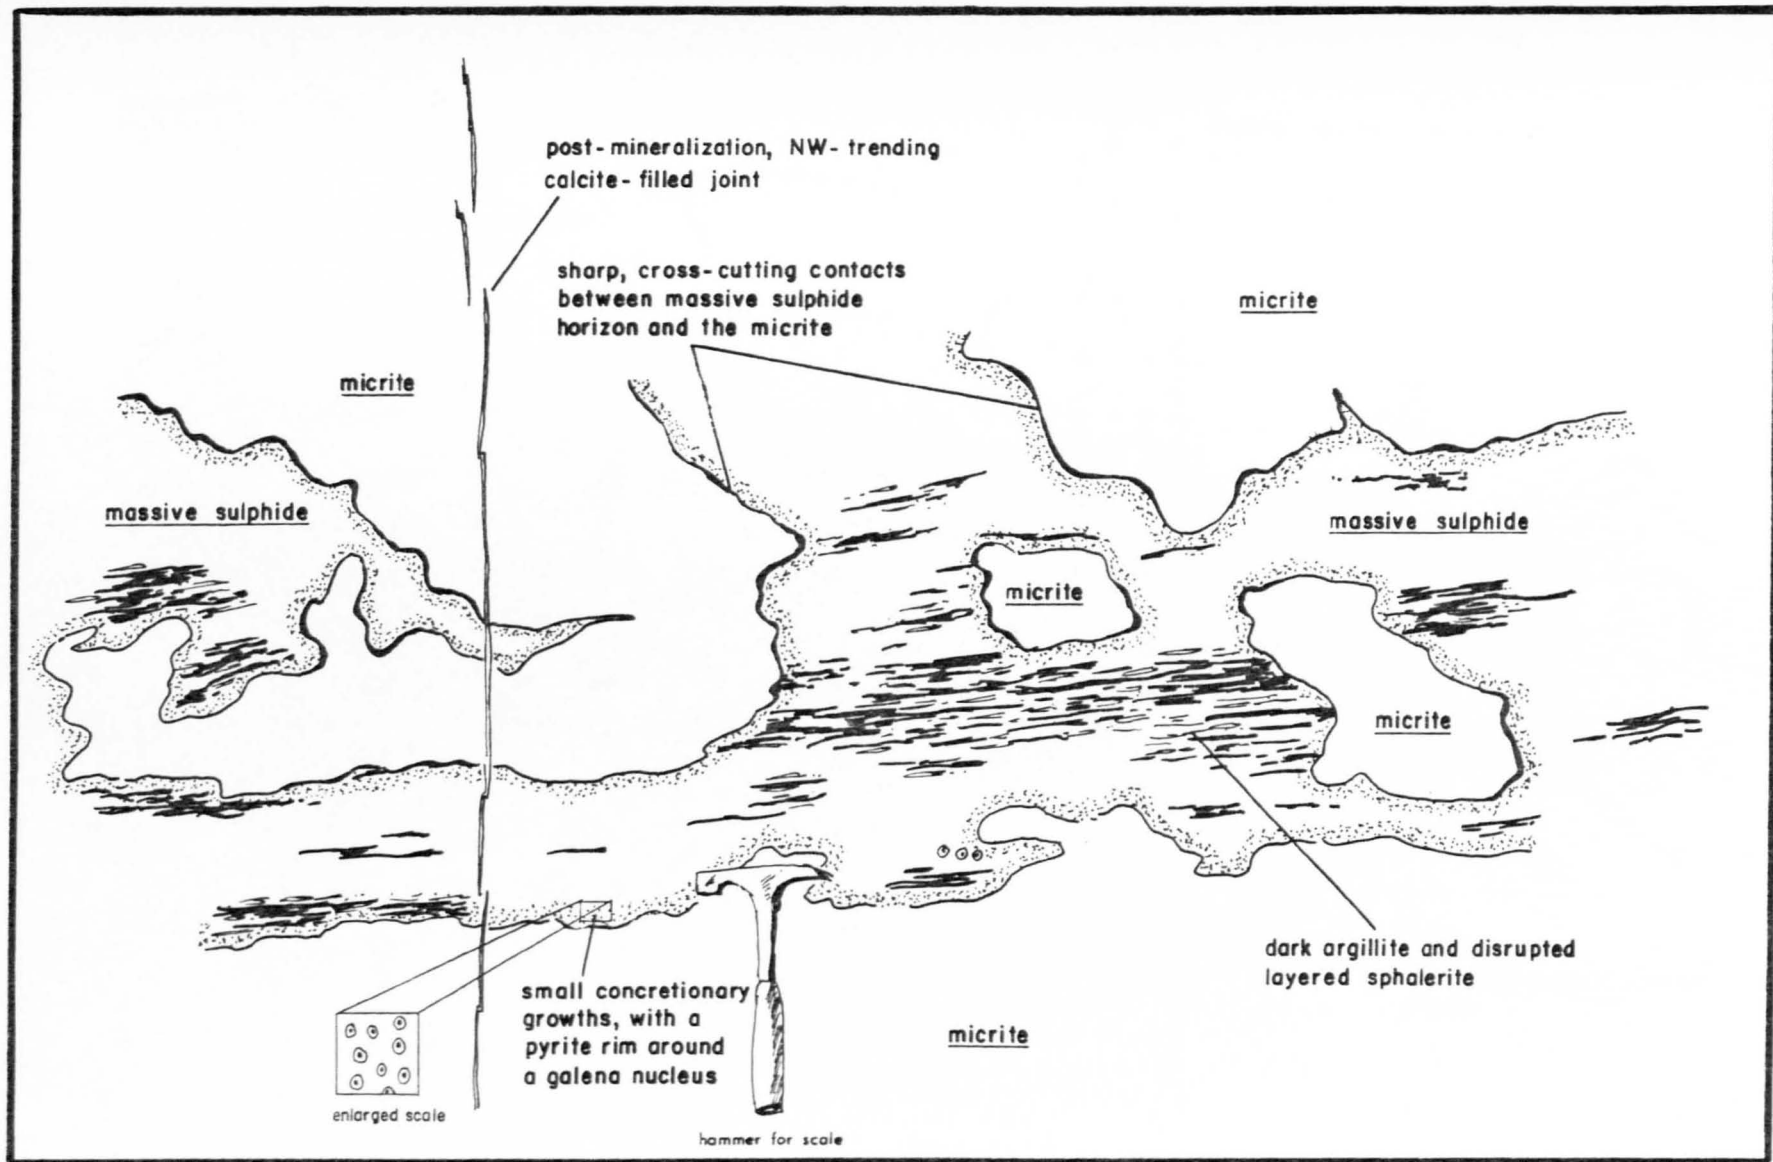 post-mineralization, NW-trending
calcite-filled joint
sharp, cross-cutting contacts
between massive sulphide
horizon and the micrite
micrite
micrite
massive sulphide
massive sulphide
micrite
micrite
dark argillite and disrupted
layered sphalerite
small concretionary
growths, with a
pyrite rim around
a galena nucleus
micrite
enlarged scale
hammer for scale